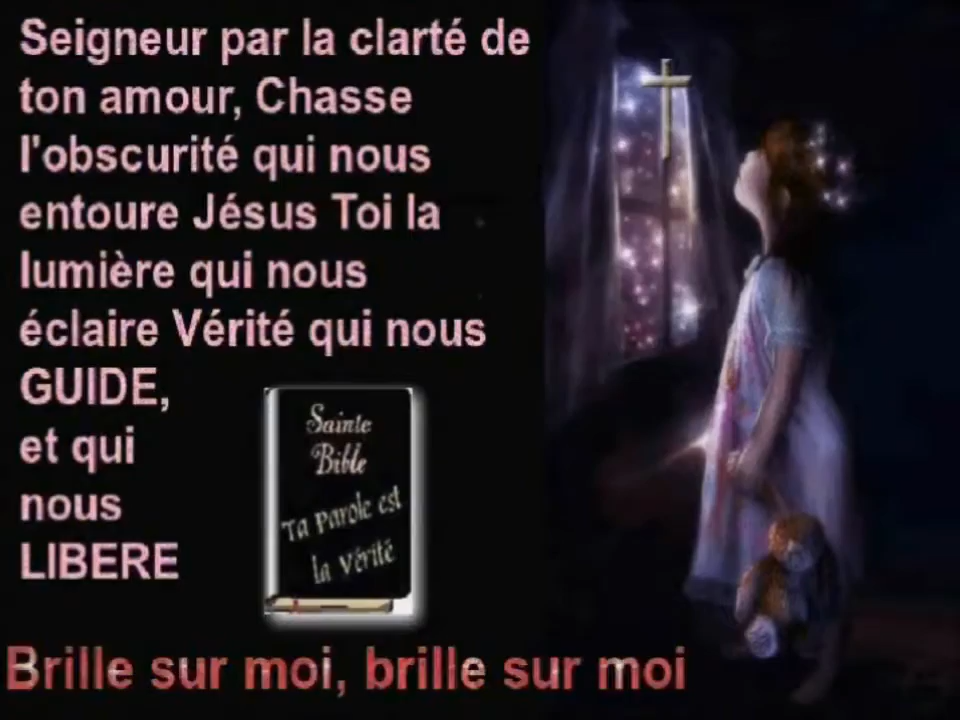 Seigneur par la clarté de
ton amour, Chasse
l'obscurité qui nous
entoure Jésus Toi la
lumière qui nous
éclaire Vérité qui nous
GUIDE,
et qui
nous
LIBERE
Sainte
Bible
Ta Parole est
la vérité
Brille sur moi, brille sur moi